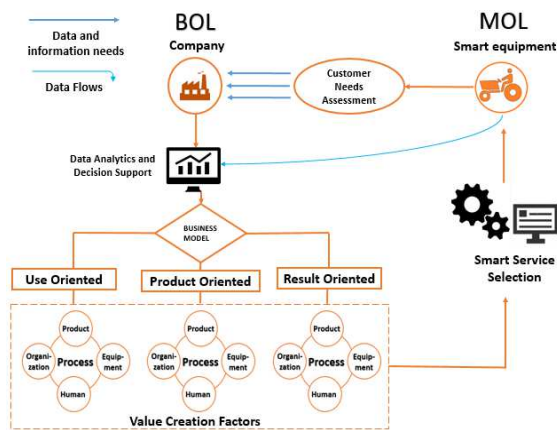 Data and
information needs
Data Flows
BOL
Company
MOL
Smart equipment
Customer
Needs
Assessment
Data Analytics and
Decision Support
BUSINESS
MODEL
Smart Service
Selection
Use Oriented
Product Oriented
Result Oriented
Product
Organi-
zation
Process
Equip-
ment
Human
Product
Organi-
zation
Process
Equip-
ment
Human
Product
Organi-
zation
Process
Equip-
ment
Human
Value Creation Factors